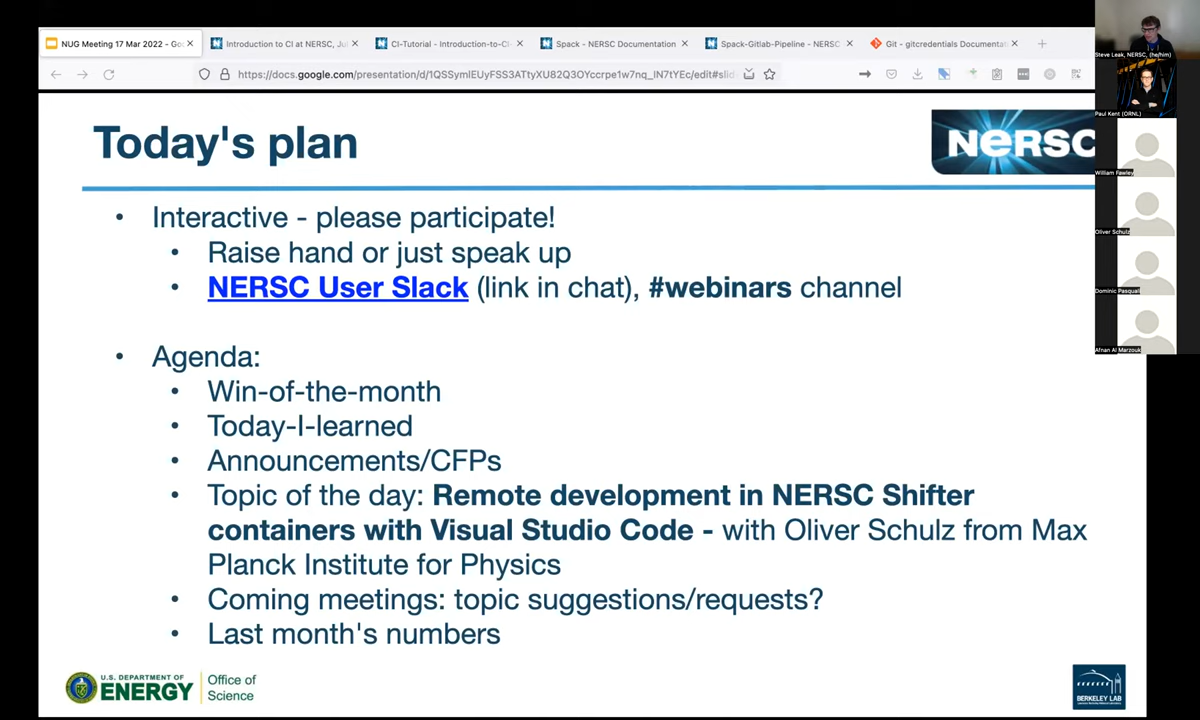 NUG Meeting 17 Mar 2022 - Goo
Introduction to CI at NERSC, Ju
CI-Tutorial - Introduction-to-CI-
Spack - NERSC Documentation
Spack-Gitlab-Pipeline - NERSC
Git - gitcredentials Documentat
https://docs.google.com/presentation/d/1QSSymIEUyFSS3ATtyXU82Q3OYccrpe1w7nq_IN7tYEc/edit#slid
Steve Leak, NERSC, (he/him)
Paul Kent (ORNL)
William Fawley
Oliver Schulz
Dominic Pasquali
Afnan Al Marzouk
Today's plan
NERSC
• Interactive - please participate!
• Raise hand or just speak up
• NERSC User Slack (link in chat), #webinars channel
• Agenda:
• Win-of-the-month
• Today-I-learned
• Announcements/CFPs
• Topic of the day: Remote development in NERSC Shifter
containers with Visual Studio Code - with Oliver Schulz from Max
Planck Institute for Physics
• Coming meetings: topic suggestions/requests?
• Last month's numbers
U.S. DEPARTMENT OF
ENERGY
Office of
Science
BERKELEY LAB